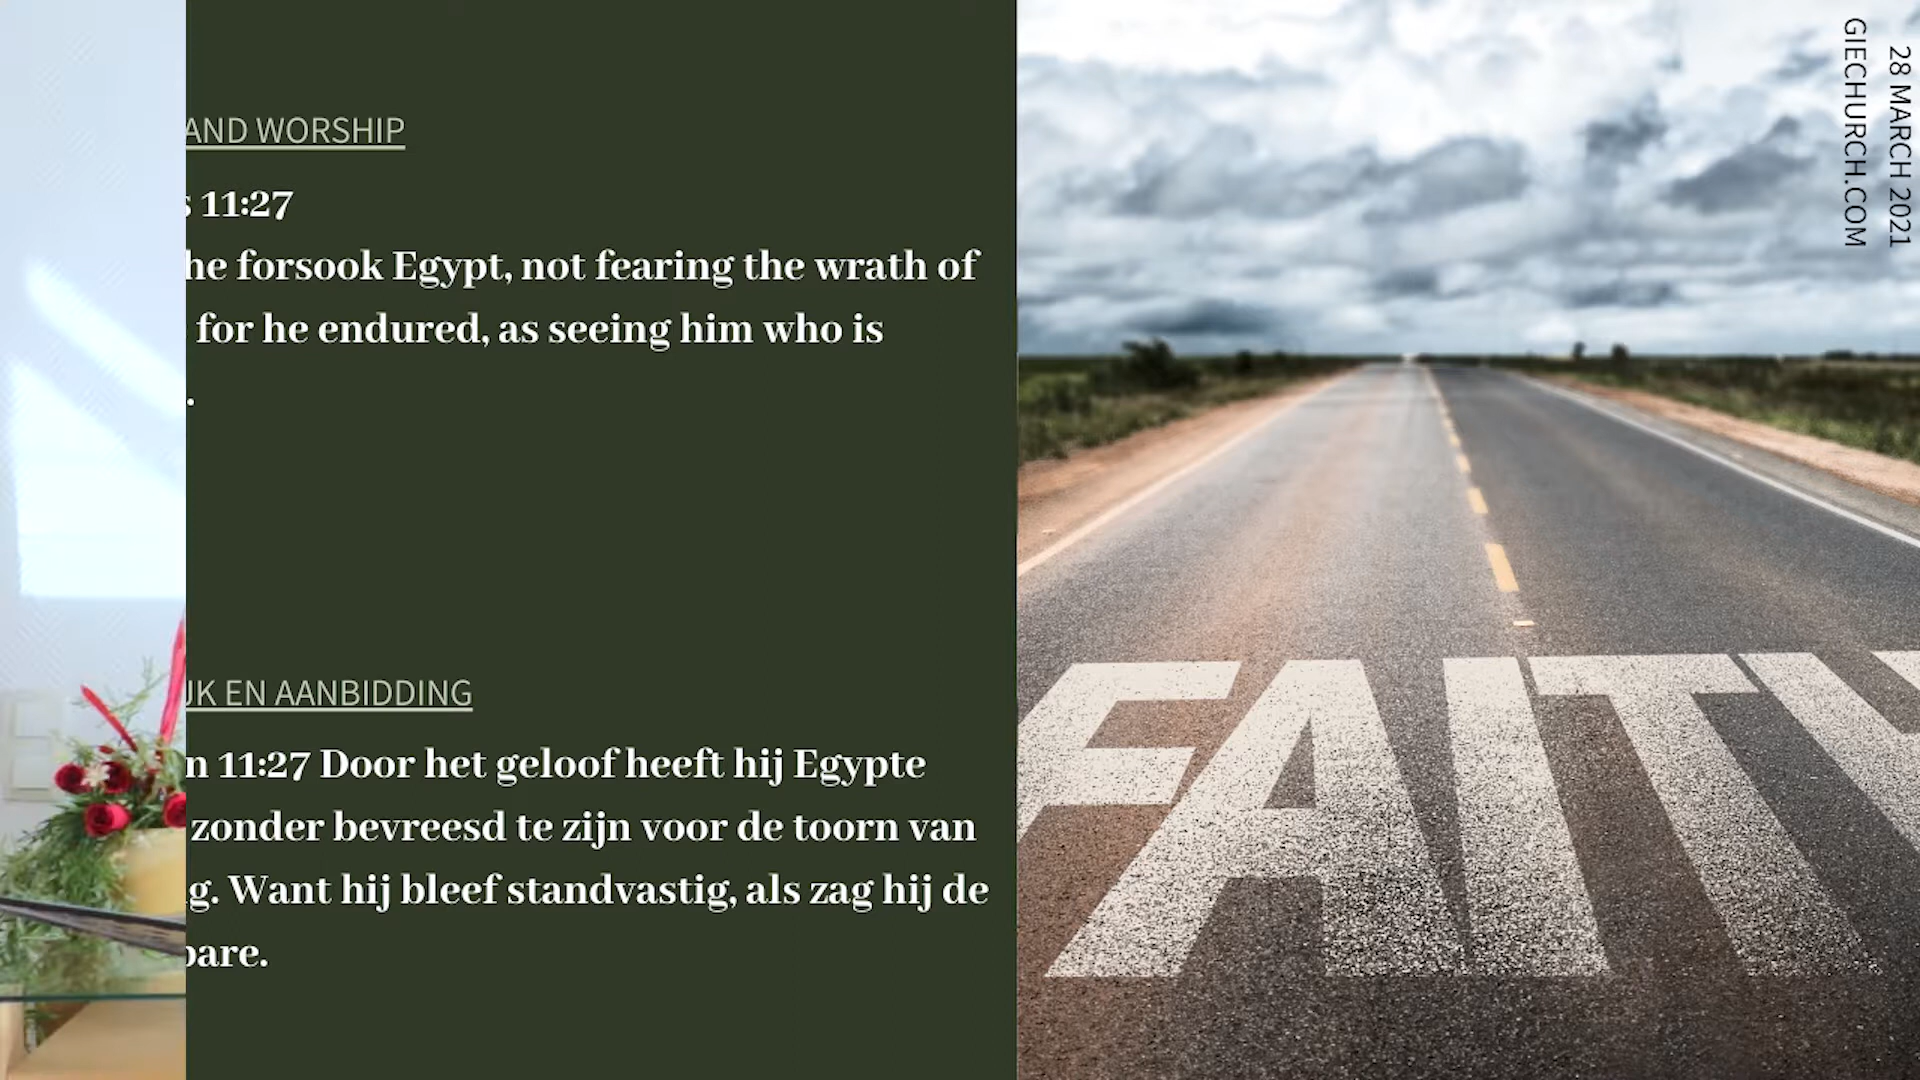 AND WORSHIP
11:27
he forsook Egypt, not fearing the wrath of
for he endured, as seeing him who is
.
EN AANBIDDING
11:27 Door het geloof heeft hij Egypte
zonder bevreesd te zijn voor de toorn van
Want hij bleef standvastig, als zag hij de
bare.
28 MARCH 2021
GIECHURCH.COM
FAITH